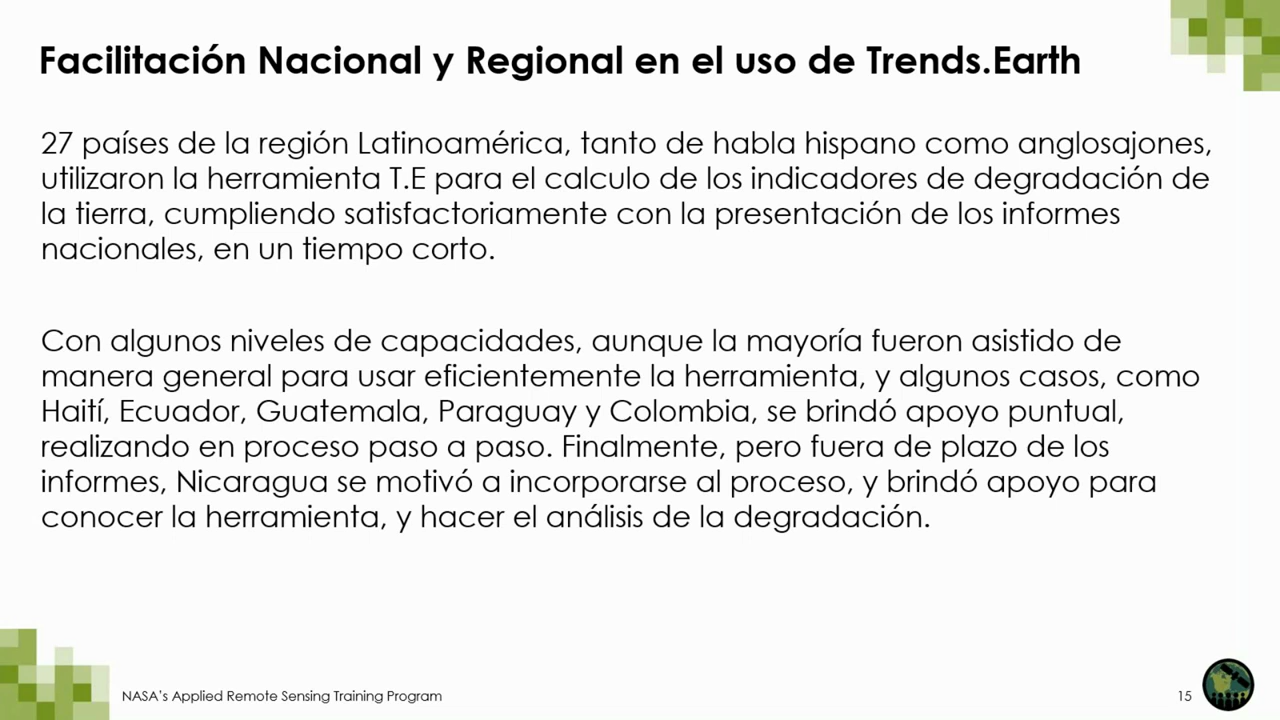 Facilitación Nacional y Regional en el uso de Trends.Earth
27 países de la región Latinoamérica, tanto de habla hispano como anglosajones,
utilizaron la herramienta T.E para el calculo de los indicadores de degradación de
la tierra, cumpliendo satisfactoriamente con la presentación de los informes
nacionales, en un tiempo corto.
Con algunos niveles de capacidades, aunque la mayoría fueron asistido de
manera general para usar eficientemente la herramienta, y algunos casos, como
Haití, Ecuador, Guatemala, Paraguay y Colombia, se brindó apoyo puntual,
realizando en proceso paso a paso. Finalmente, pero fuera de plazo de los
informes, Nicaragua se motivó a incorporarse al proceso, y brindó apoyo para
conocer la herramienta, y hacer el análisis de la degradación.
NASA's Applied Remote Sensing Training Program
15